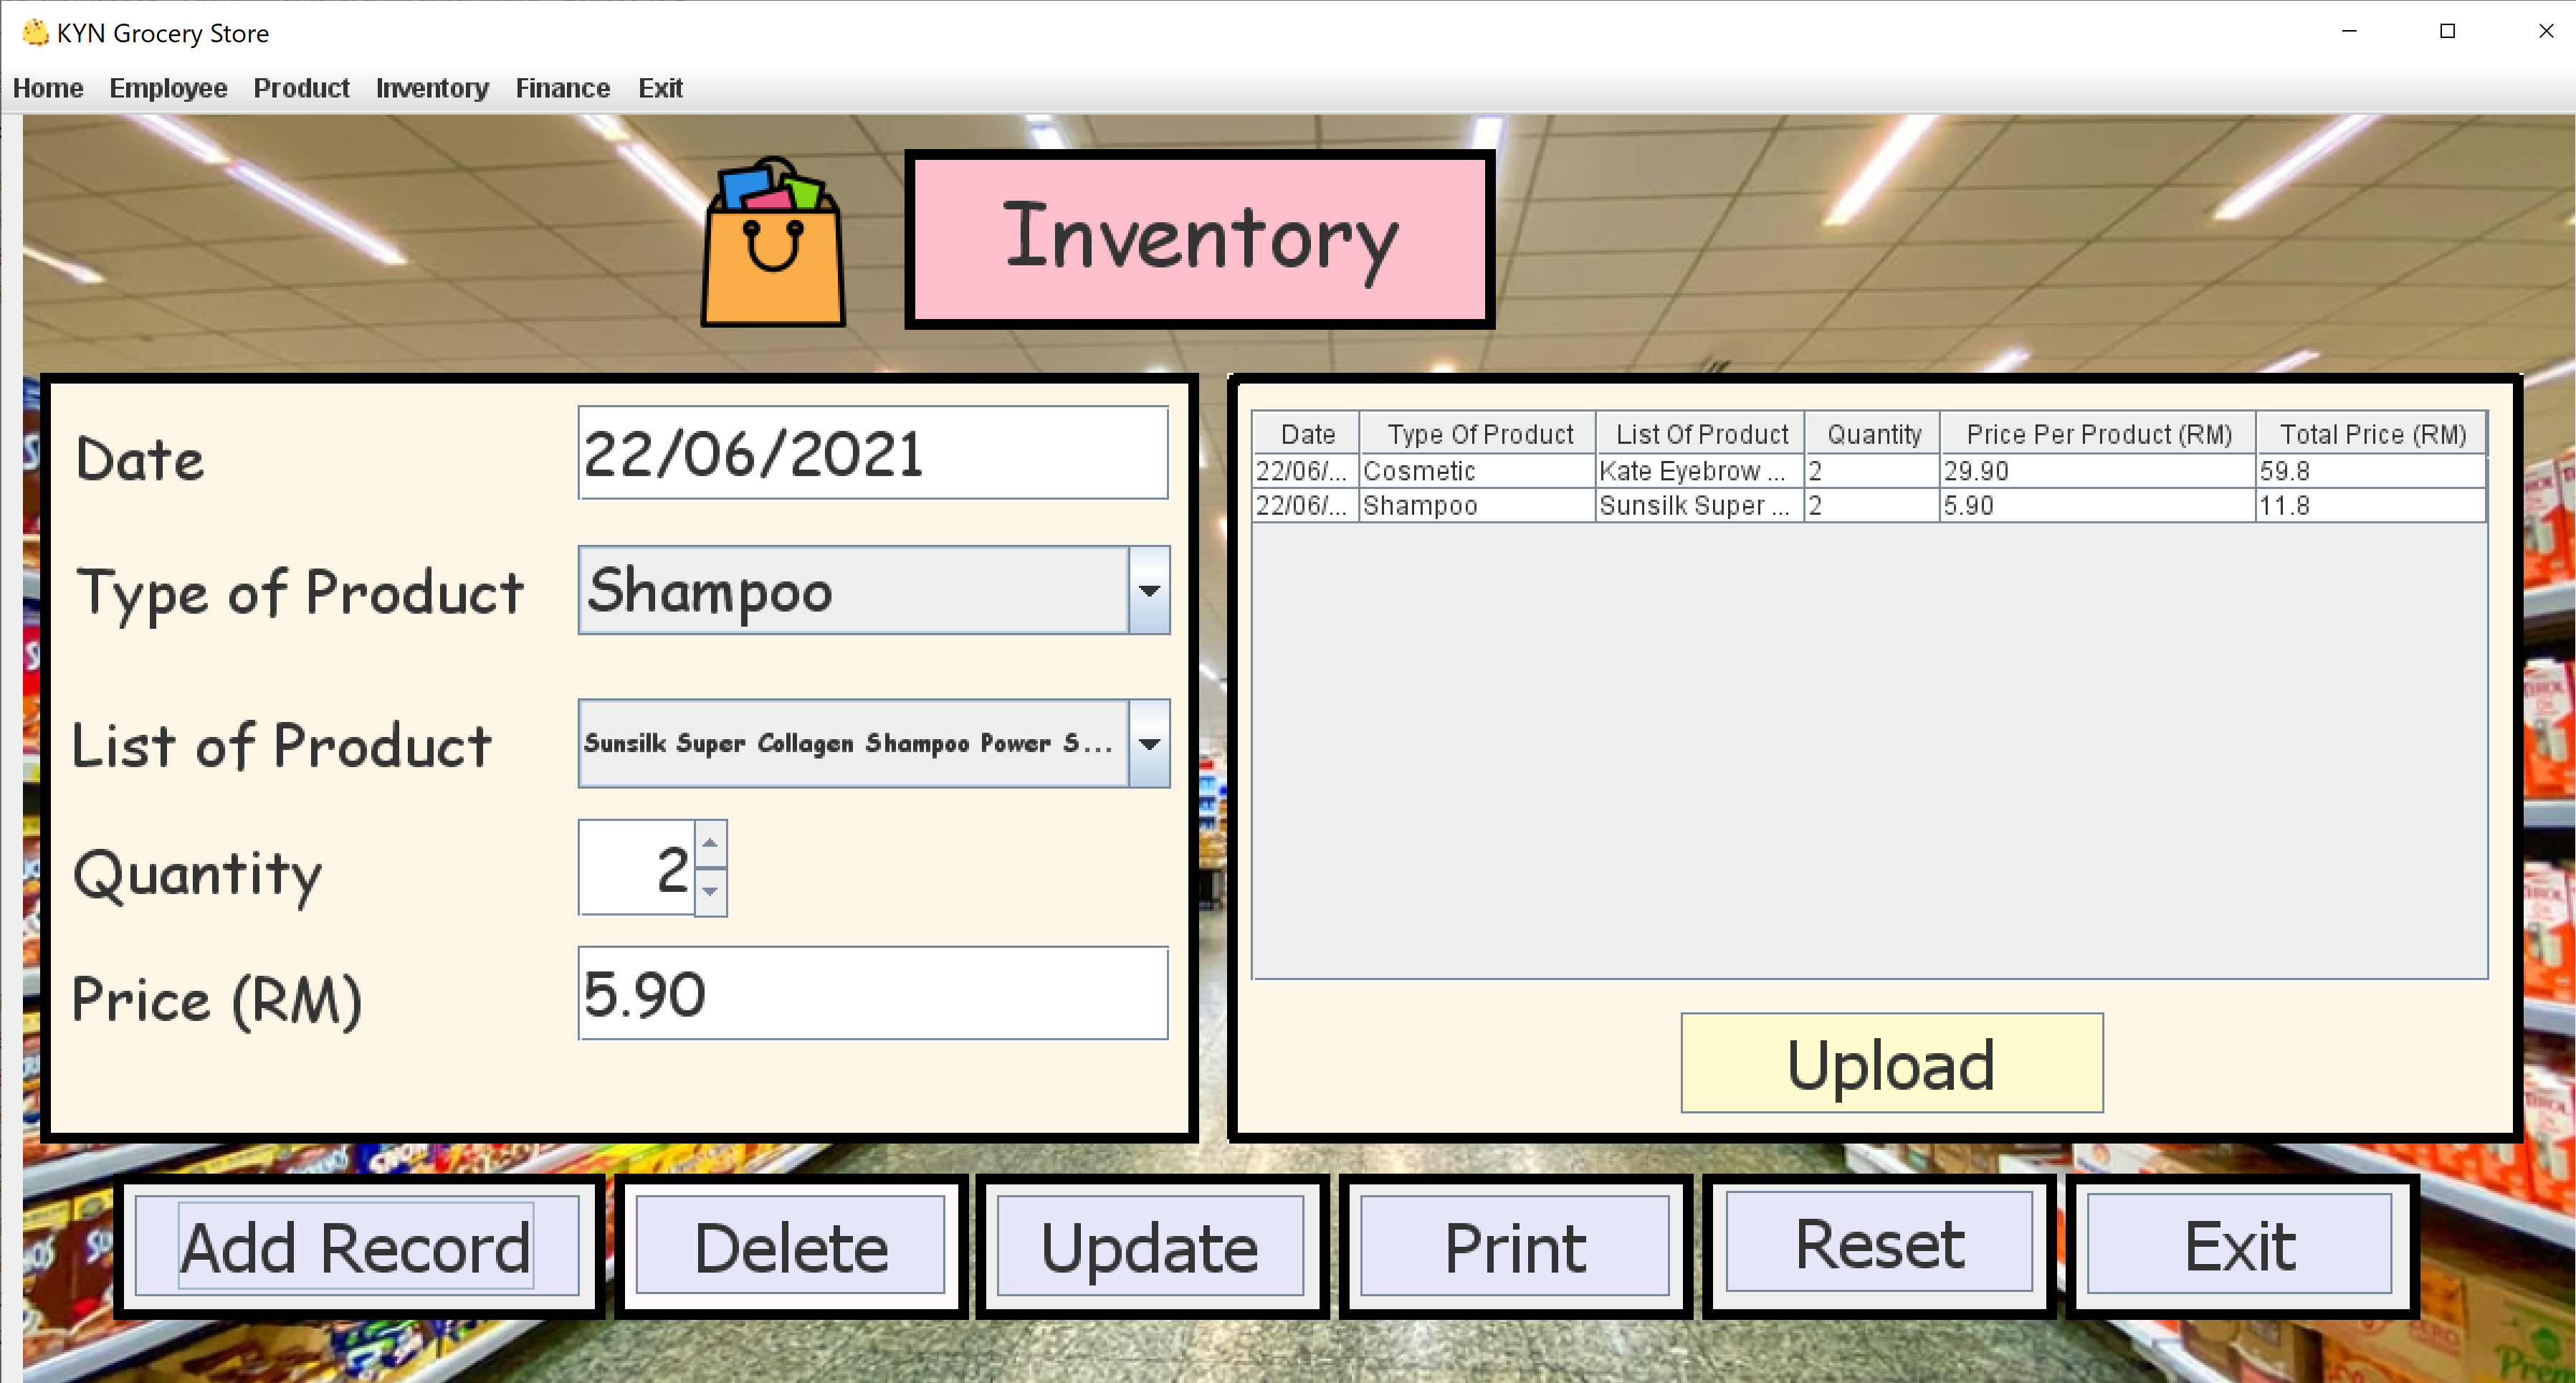 KYN Grocery Store
Home Employee Product Inventory Finance Exit
Inventory
Date 22/06/2021
Type of Product Shampoo
List of Product Sunsilk Super Collagen Shampoo Power S...
Quantity 2
Price (RM) 5.90
Date Type Of Product List Of Product Quantity Price Per Product (RM) Total Price (RM)
22/06/... Cosmetic Kate Eyebrow ... 2 29.90 59.8
22/06/... Shampoo Sunsilk Super ... 2 5.90 11.8
Upload
Add Record Delete Update Print Reset Exit